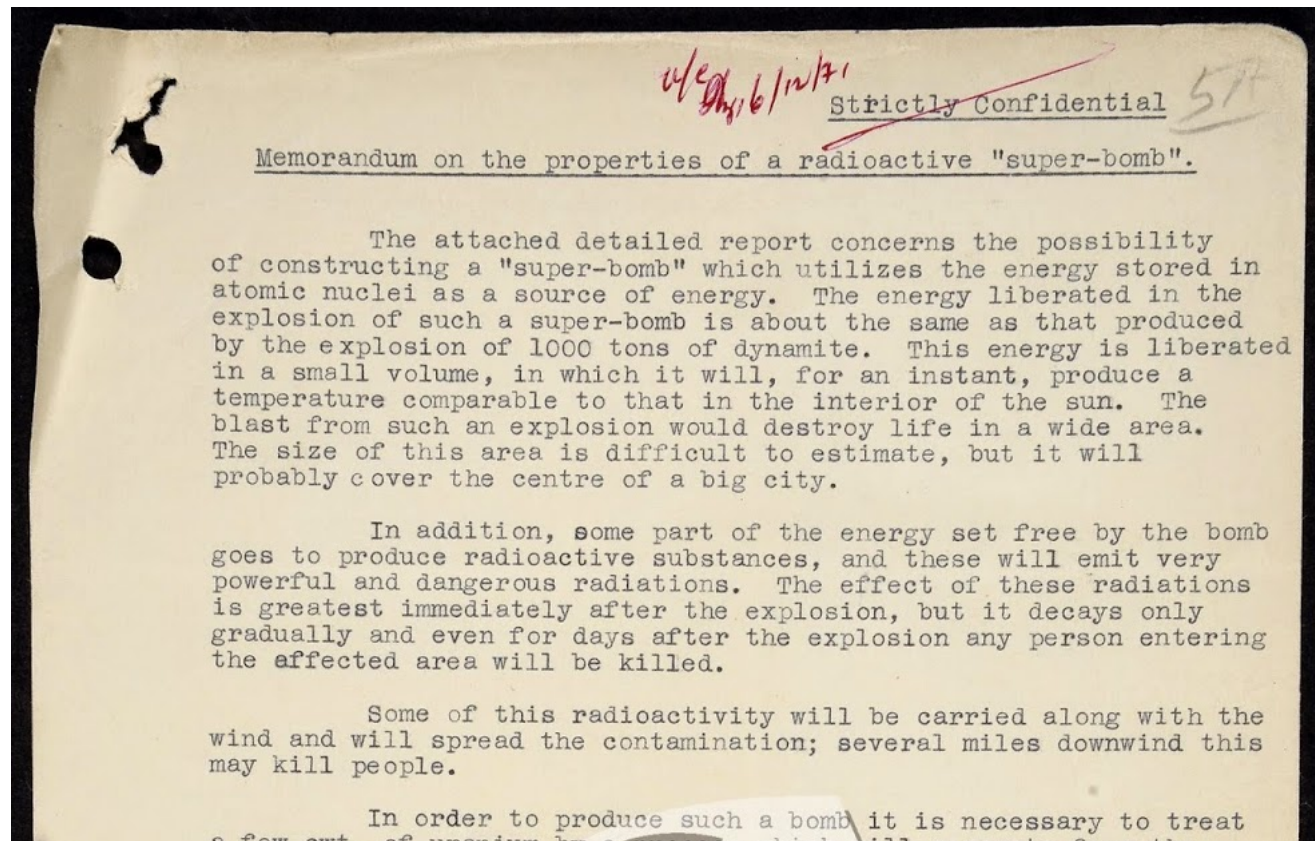 u/c
6/12/71
Strictly Confidential
Memorandum on the properties of a radioactive "super-bomb".
The attached detailed report concerns the possibility
of constructing a "super-bomb" which utilizes the energy stored in
atomic nuclei as a source of energy. The energy liberated in the
explosion of such a super-bomb is about the same as that produced
by the explosion of 1000 tons of dynamite. This energy is liberated
in a small volume, in which it will, for an instant, produce a
temperature comparable to that in the interior of the sun. The
blast from such an explosion would destroy life in a wide area.
The size of this area is difficult to estimate, but it will
probably cover the centre of a big city.
In addition, some part of the energy set free by the bomb
goes to produce radioactive substances, and these will emit very
powerful and dangerous radiations. The effect of these radiations
is greatest immediately after the explosion, but it decays only
gradually and even for days after the explosion any person entering
the affected area will be killed.
Some of this radioactivity will be carried along with the
wind and will spread the contamination; several miles downwind this
may kill people.
In order to produce such a bomb it is necessary to treat